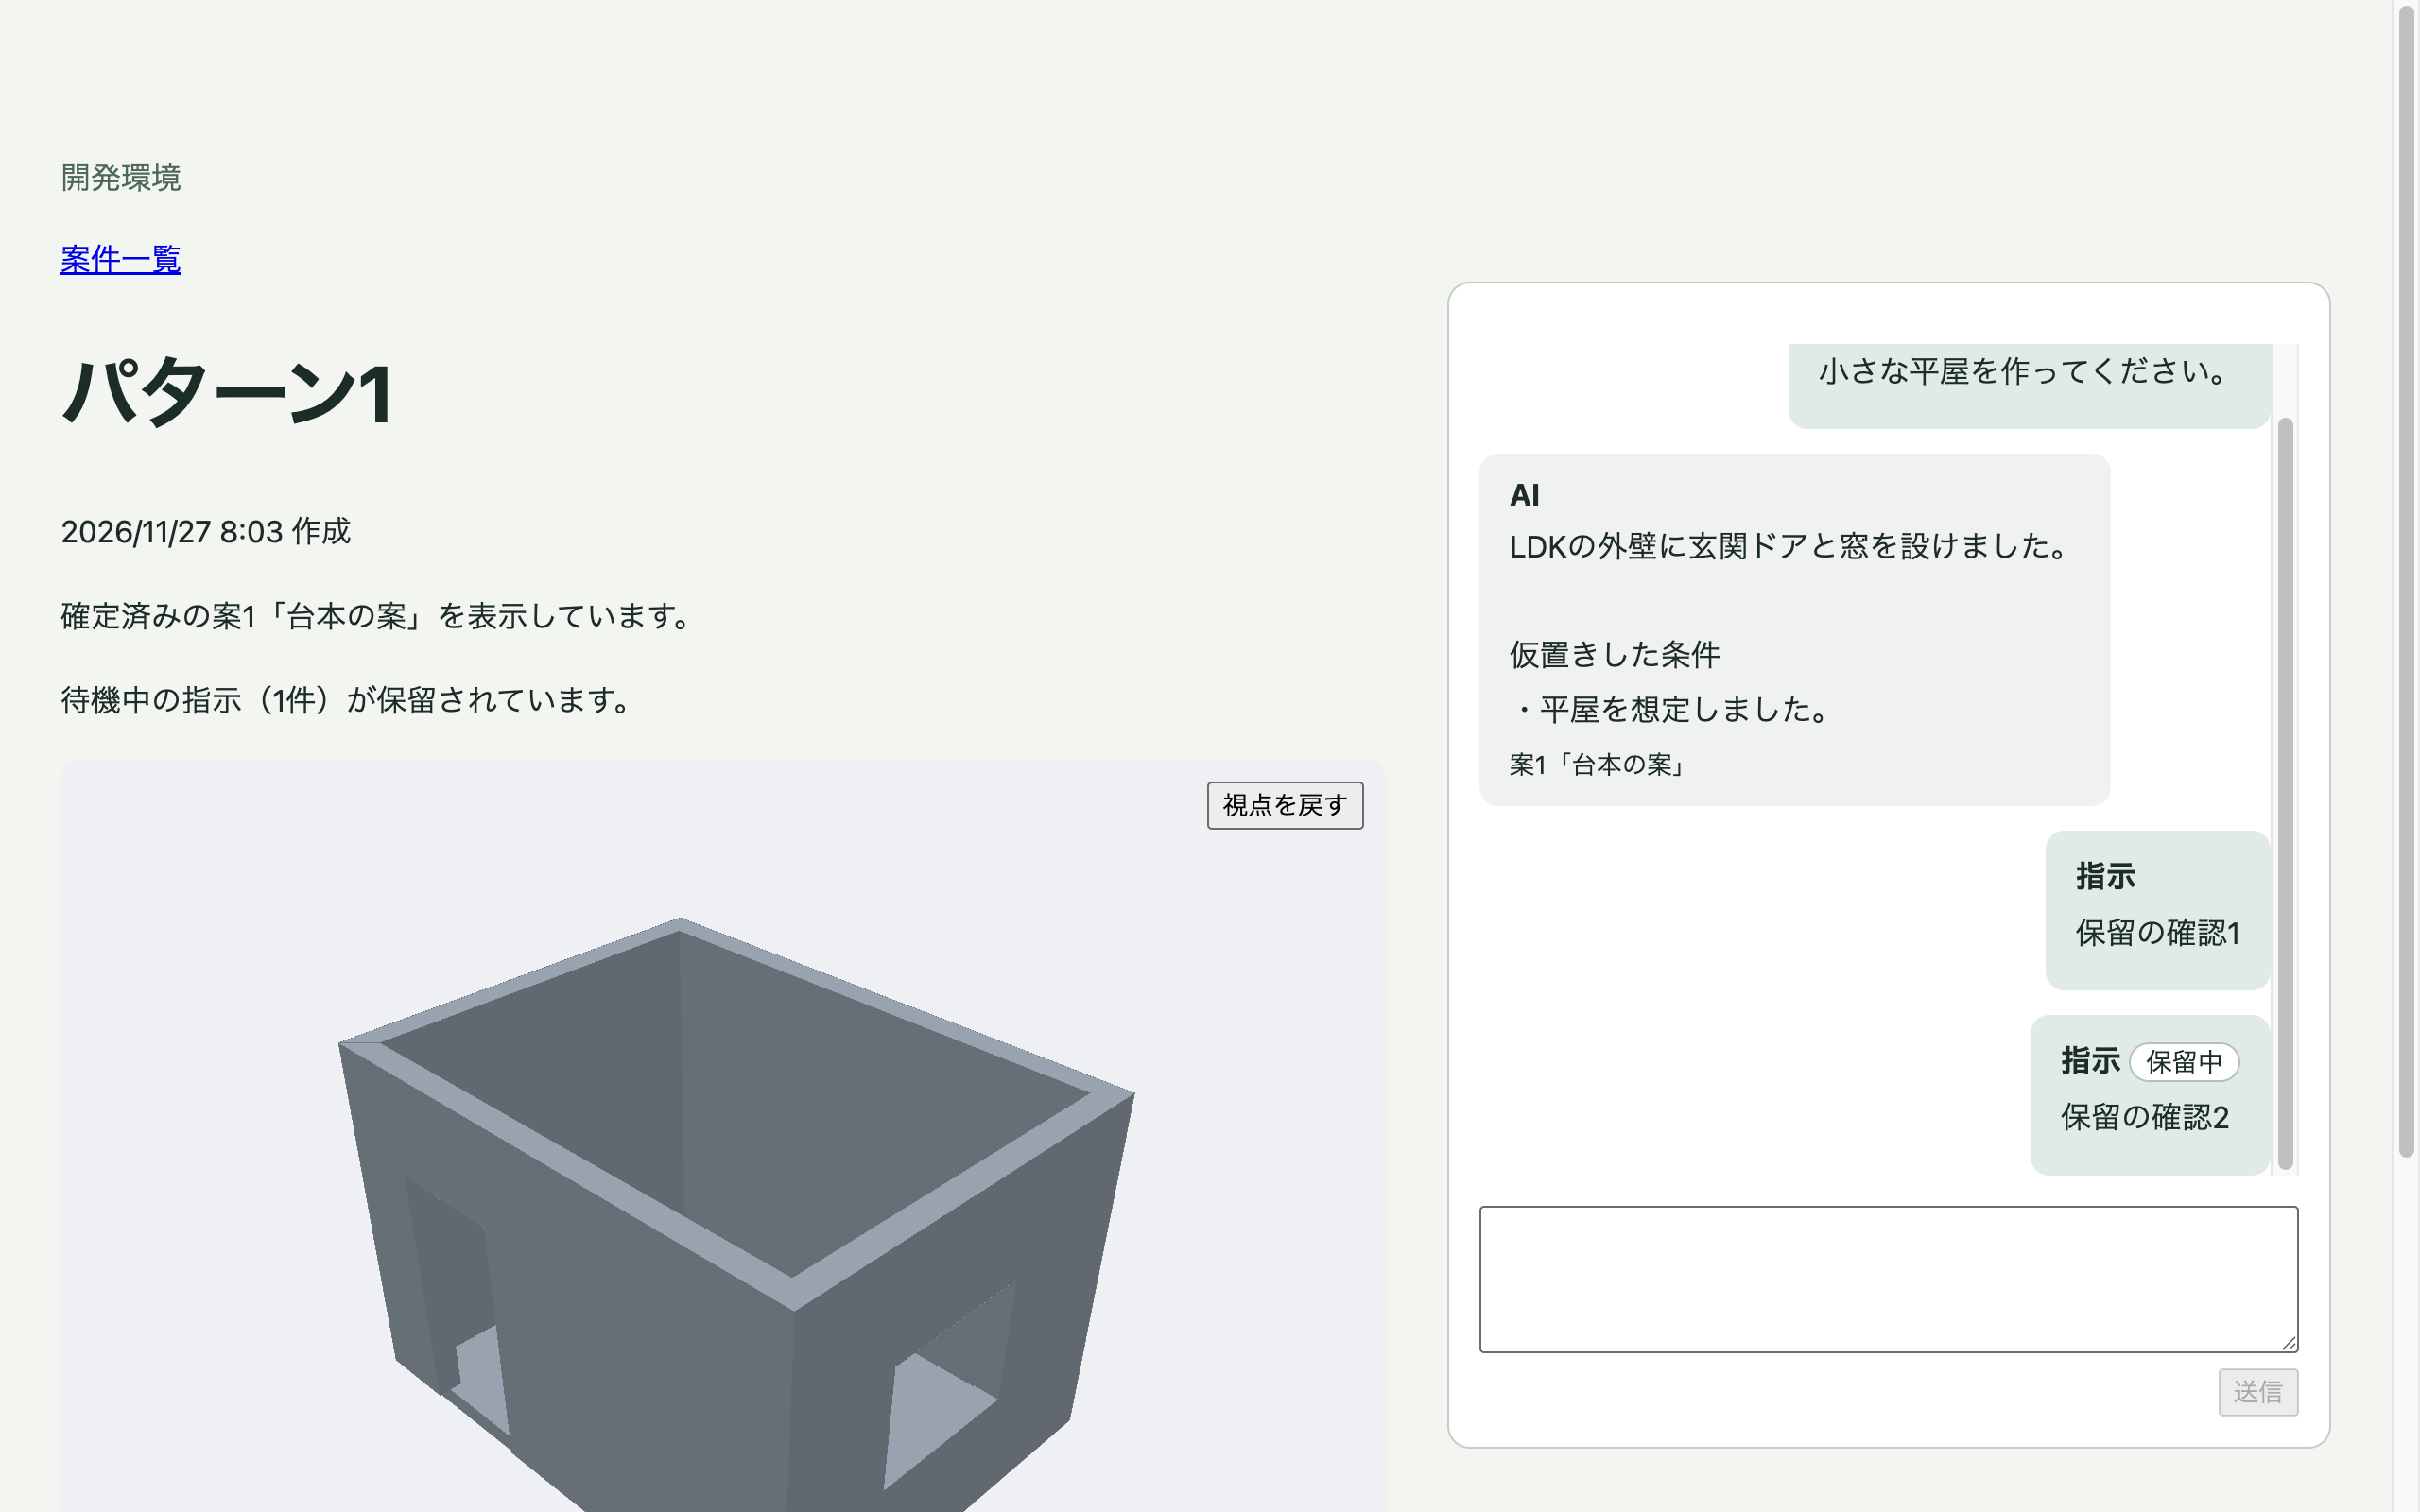 開発環境
案件一覧
パターン1
2026/11/27 8:03 作成
確定済みの案1「台本の案」を表示しています。
待機中の指示（1件）が保留されています。
視点を戻す
小さな平屋を作ってください。
AI
LDKの外壁に玄関ドアと窓を設けました。
仮置きした条件
・平屋を想定しました。
案1「台本の案」
指示
保留の確認1
指示 保留中
保留の確認2
送信